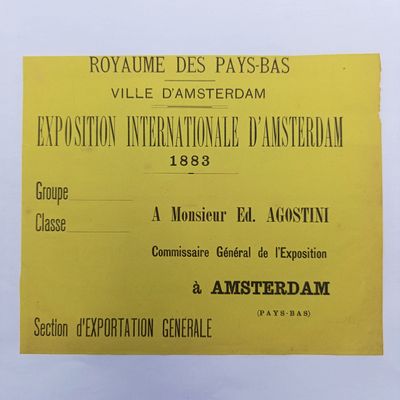 ROYAUME DES PAYS-BAS
VILLE D'AMSTERDAM
EXPOSITION INTERNATIONALE D'AMSTERDAM
1883
Groupe
Classe
A Monsieur Ed. AGOSTINI
Commissaire Général de l'Exposition
à AMSTERDAM
(PAYS-BAS)
Section d'EXPORTATION GÉNÉRALE